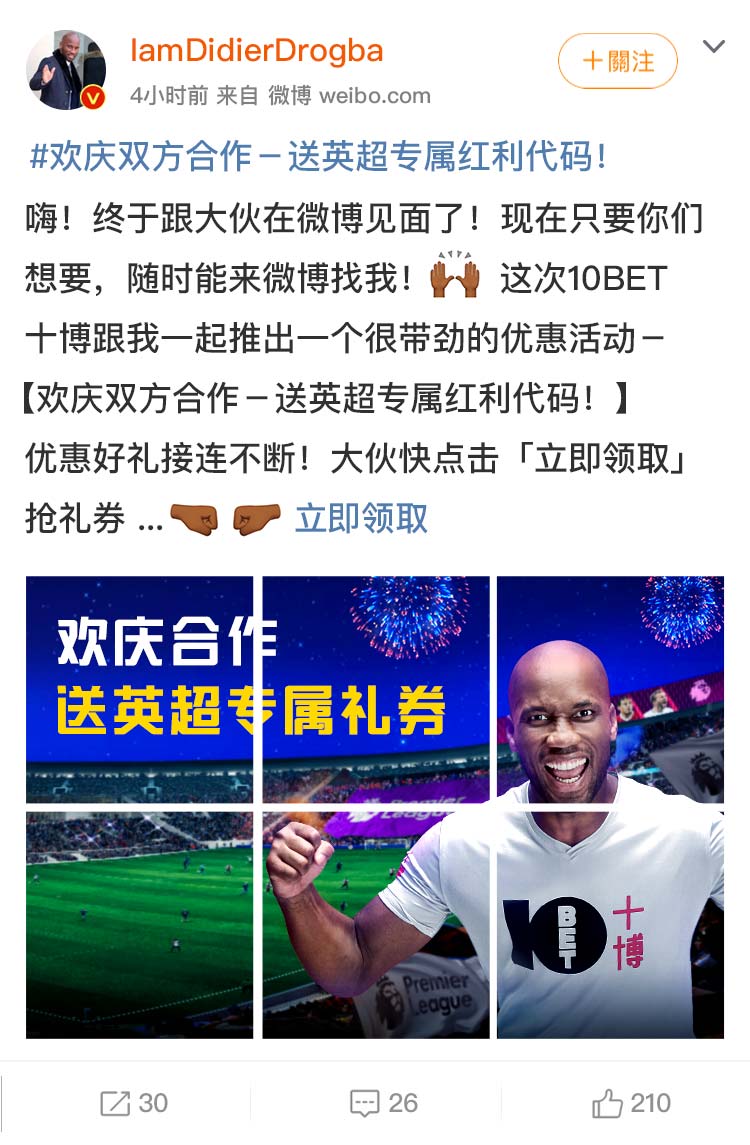 IamDidierDrogba
＋關注
4小时前 来自 微博 weibo.com
#欢庆双方合作－送英超专属红利代码！
嗨！终于跟大伙在微博见面了！现在只要你们
想要，随时能来微博找我！🙌🏾 这次10BET
十博跟我一起推出一个很带劲的优惠活动－
【欢庆双方合作－送英超专属红利代码！】
优惠好礼接连不断！大伙快点击「立即领取」
抢礼券 ...🤜🏾 🤛🏾 立即领取
欢庆合作
送英超专属礼券
Premier
League
10
BET
十博
Premier
League
30
26
210